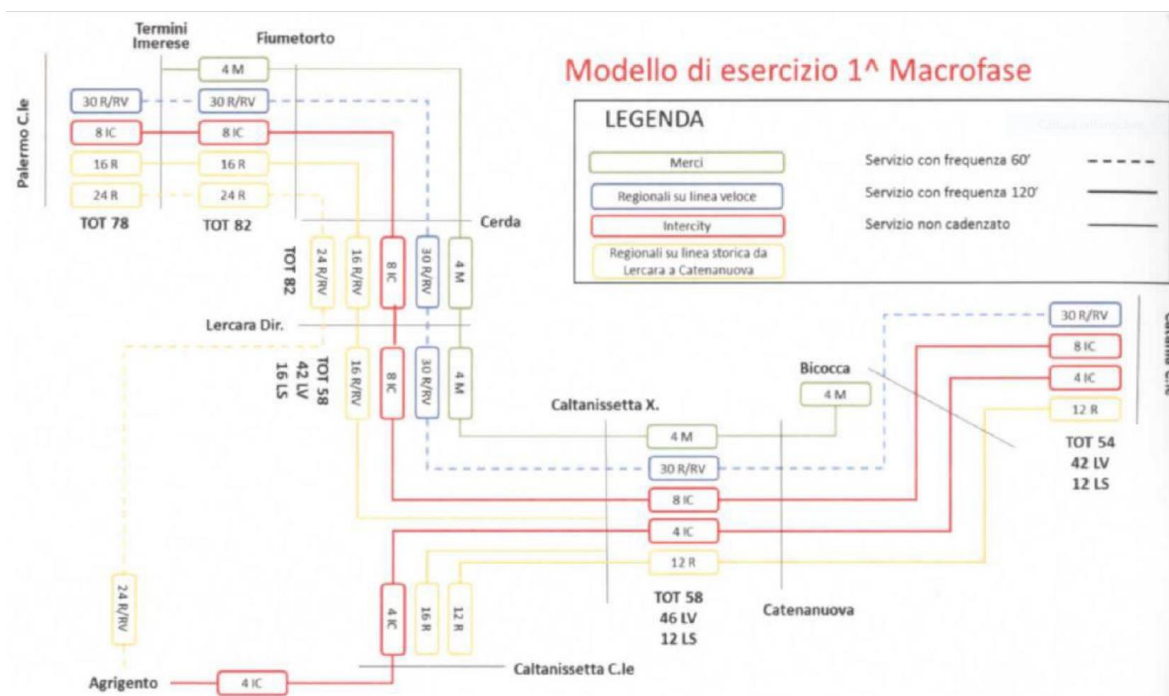 Termini
Imerese
Fiumetorto
Modello di esercizio 1^ Macrofase
Palermo C.le
4 M
30 R/RV
30 R/RV
8 IC
8 IC
16 R
16 R
24 R
24 R
TOT 78
TOT 82
LEGENDA
Merci
Regionali su linea veloce
Intercity
Regionali su linea storica da
Lercara a Catenanuova
Servizio con frequenza 60'
Servizio con frequenza 120'
Servizio non cadenzato
Cerda
TOT 82
24 R/RV
16 R/RV
8 IC
30 R/RV
4 M
Lercara Dir.
TOT 58
42 LV
16 LS
16 R/RV
8 IC
30 R/RV
4 M
30 R/RV
8 IC
4 IC
12 R
TOT 54
42 LV
12 LS
Bicocca
4 M
Caltanissetta X.
4 M
30 R/RV
8 IC
4 IC
12 R
TOT 58
46 LV
12 LS
Catenanuova
24 R/RV
4 IC
16 R
12 R
Caltanissetta C.le
Agrigento
4 IC